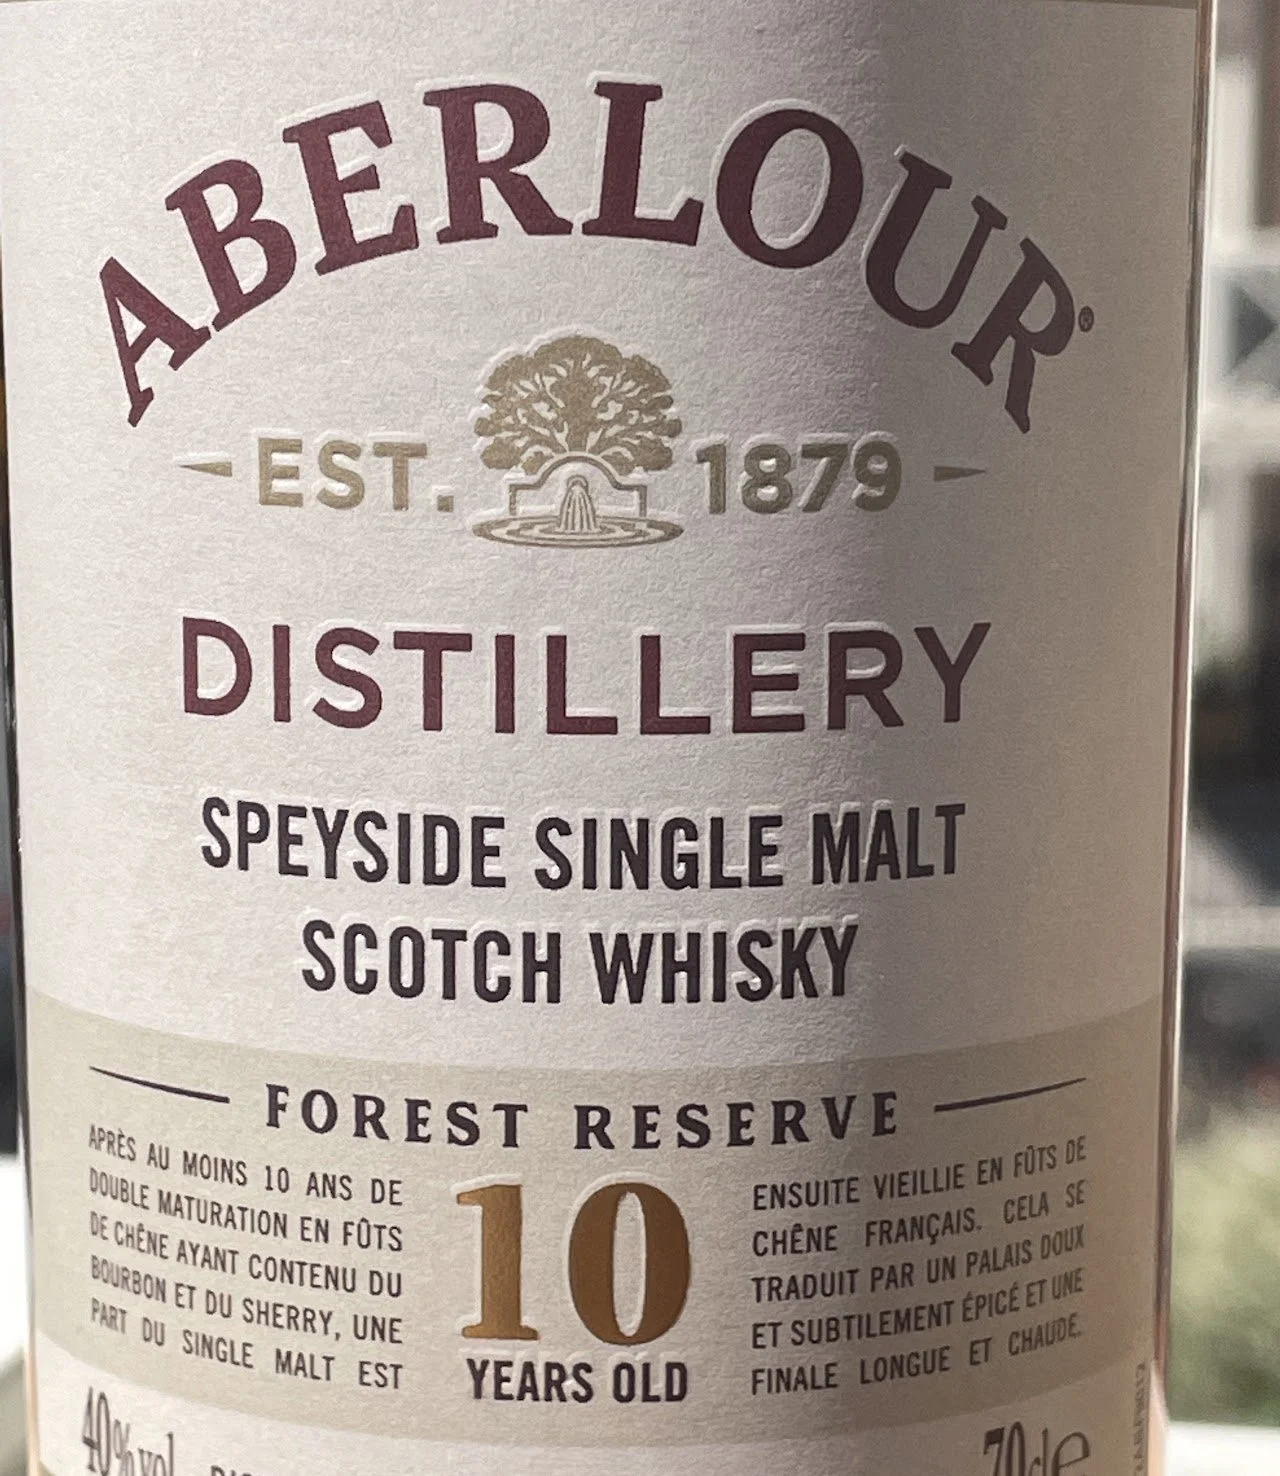 ABERLOUR®
EST. 1879
DISTILLERY
SPEYSIDE SINGLE MALT
SCOTCH WHISKY
FOREST RESERVE
APRÈS AU MOINS 10 ANS DE
DOUBLE MATURATION EN FÛTS
DE CHÊNE AYANT CONTENU DU
BOURBON ET DU SHERRY, UNE
PART DU SINGLE MALT EST
10
YEARS OLD
ENSUITE VIEILLIE EN FÛTS DE
CHÊNE FRANÇAIS. CELA SE
TRADUIT PAR UN PALAIS DOUX
ET SUBTILEMENT ÉPICÉ ET UNE
FINALE LONGUE ET CHAUDE.
40%vol
70cl e